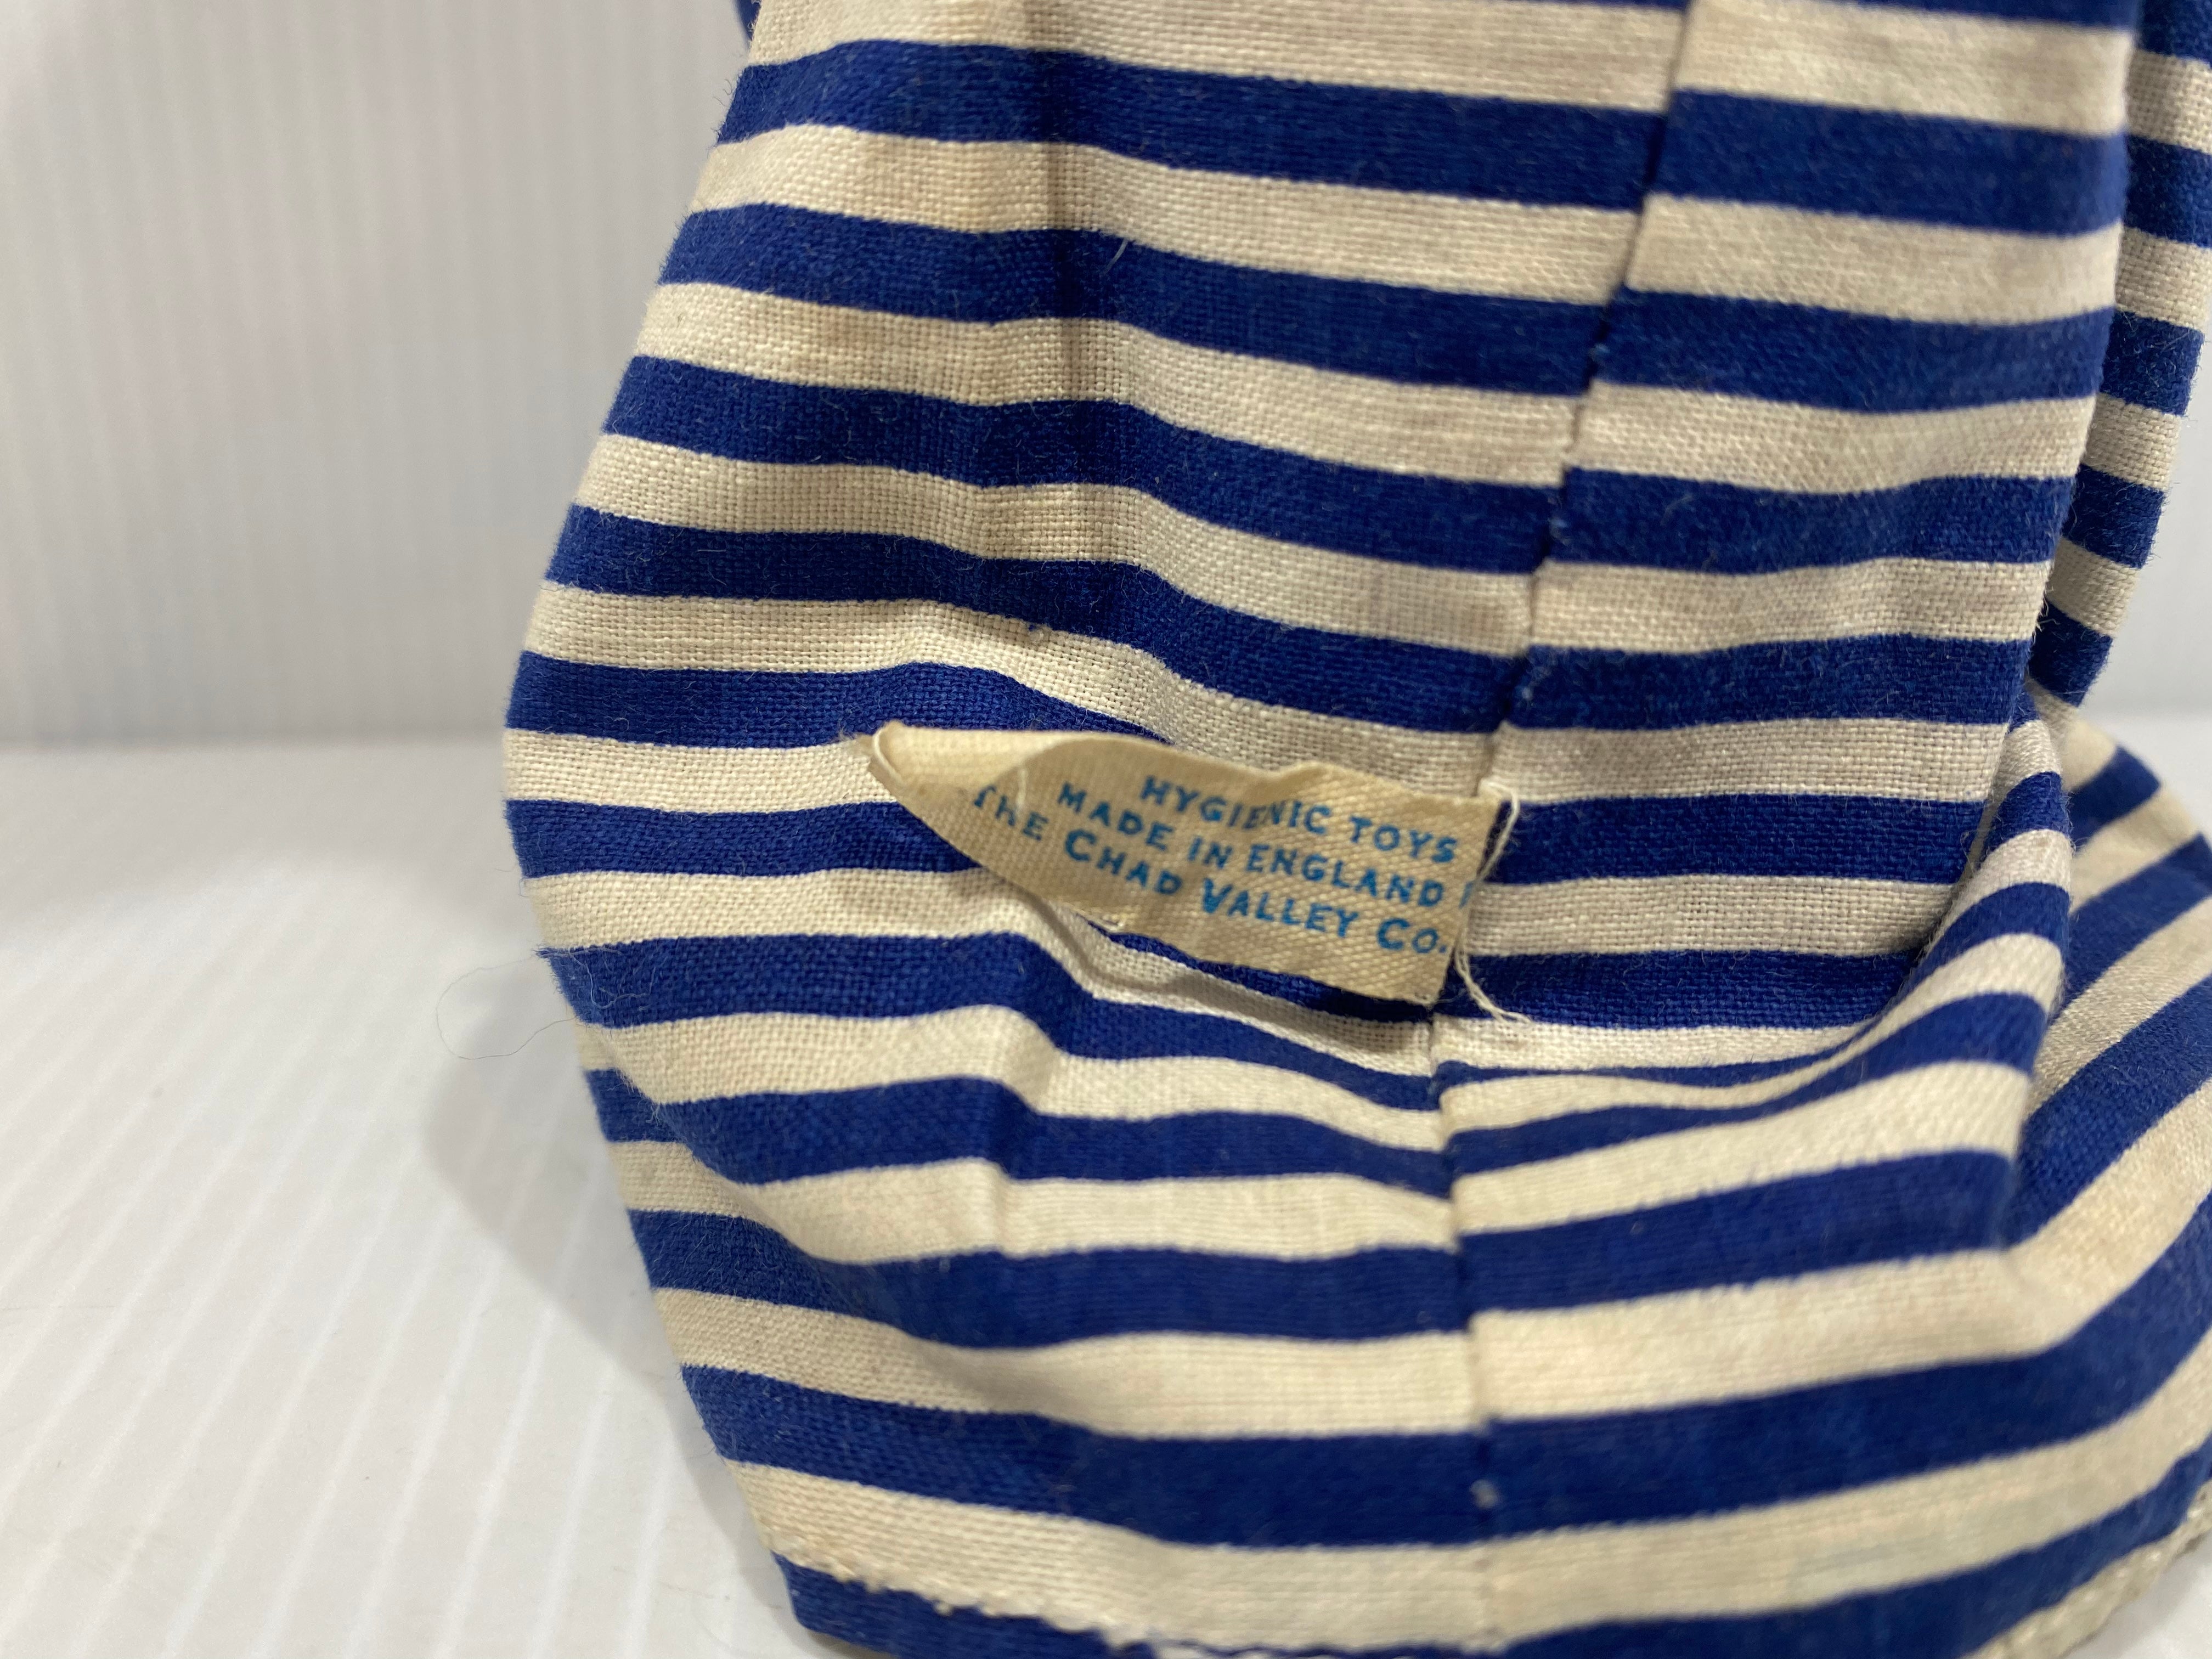 HYGIENIC TOYS
MADE IN ENGLAND
THE CHAD VALLEY CO.